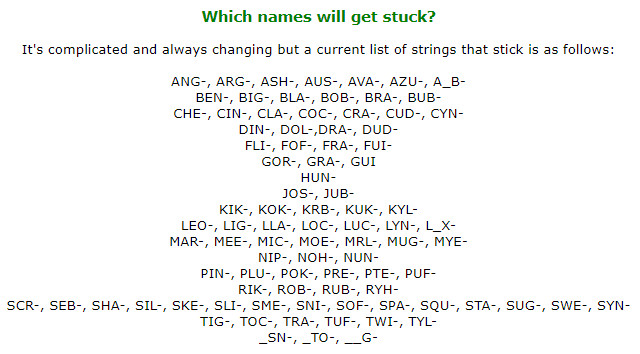 Which names will get stuck?
It's complicated and always changing but a current list of strings that stick is as follows:
ANG-, ARG-, ASH-, AUS-, AVA-, AZU-, A_B-
BEN-, BIG-, BLA-, BOB-, BRA-, BUB-
CHE-, CIN-, CLA-, COC-, CRA-, CUD-, CYN-
DIN-, DOL-,DRA-, DUD-
FLI-, FOF-, FRA-, FUI-
GOR-, GRA-, GUI
HUN-
JOS-, JUB-
KIK-, KOK-, KRB-, KUK-, KYL-
LEO-, LIG-, LLA-, LOC-, LUC-, LYN-, L_X-
MAR-, MEE-, MIC-, MOE-, MRL-, MUG-, MYE-
NIP-, NOH-, NUN-
PIN-, PLU-, POK-, PRE-, PTE-, PUF-
RIK-, ROB-, RUB-, RYH-
SCR-, SEB-, SHA-, SIL-, SKE-, SLI-, SME-, SNI-, SOF-, SPA-, SQU-, STA-, SUG-, SWE-, SYN-
TIG-, TOC-, TRA-, TUF-, TWI-, TYL-
_SN-, _TO-, __G-